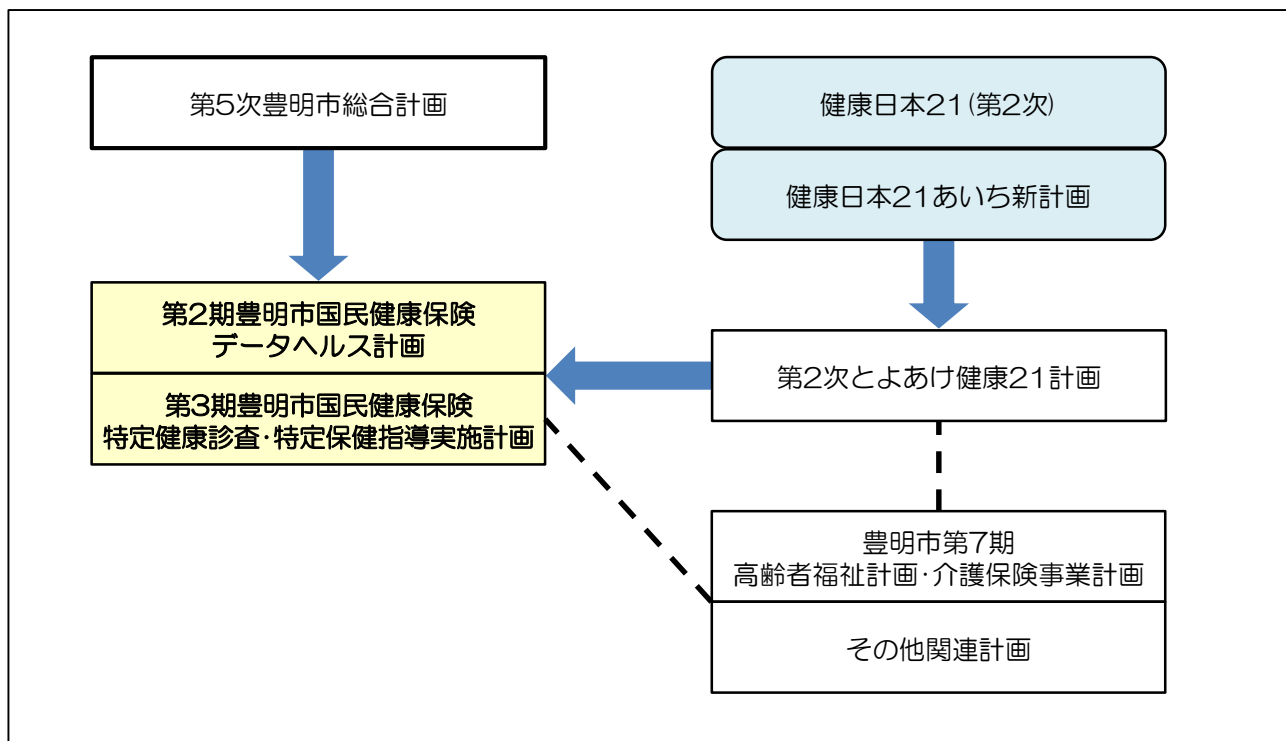 第5次豊明市総合計画
健康日本21(第2次)
健康日本21あいち新計画
第2期豊明市国民健康保険
データヘルス計画
第3期豊明市国民健康保険
特定健康診査・特定保健指導実施計画
第2次とよあけ健康21計画
豊明市第7期
高齢者福祉計画・介護保険事業計画
その他関連計画